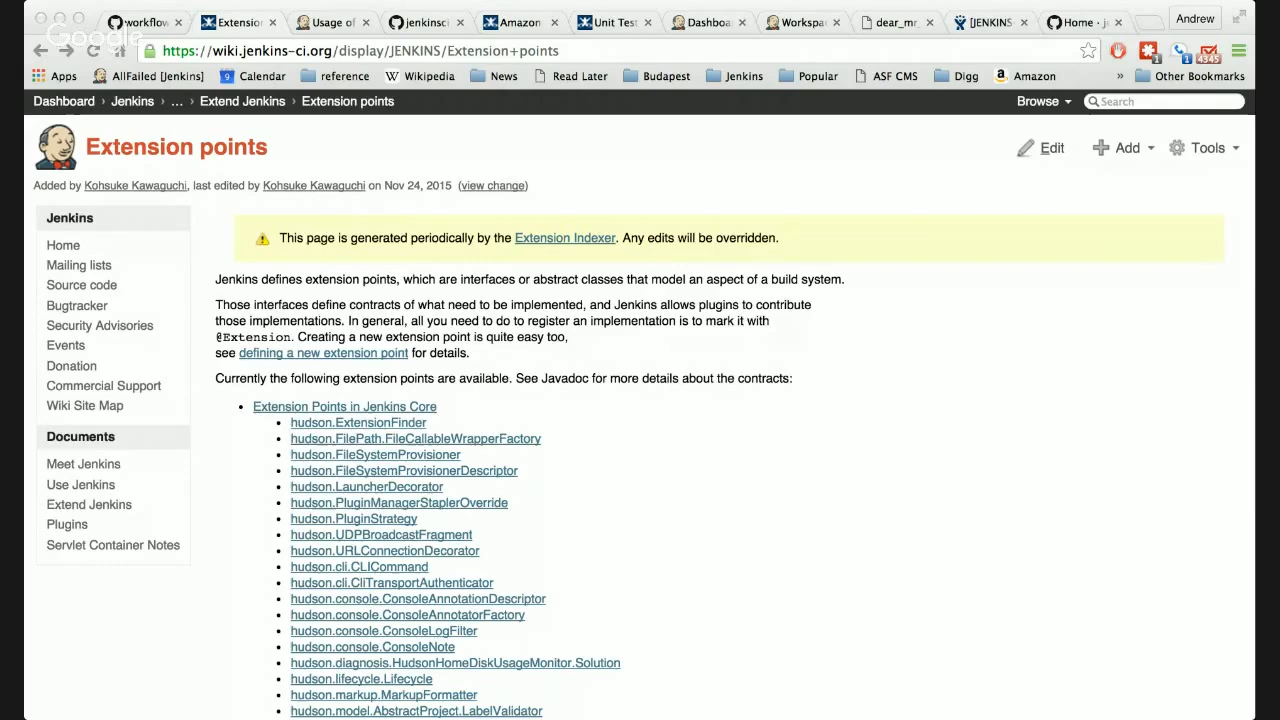 workflow
Extension
Usage of
jenkinsci
Amazon
Unit Test
Dashboa
Workspa
dear_mr
[JENKINS
Home · je
Andrew
Google
https://wiki.jenkins-ci.org/display/JENKINS/Extension+points
1
1
4345
Apps
AllFailed [Jenkins]
9
Calendar
reference
W
Wikipedia
News
Read Later
Budapest
Jenkins
Popular
ASF CMS
Digg
a
Amazon
»
Other Bookmarks
Dashboard › Jenkins › ... › Extend Jenkins › Extension points
Browse
Search
Extension points
Edit
Add
Tools
Added by Kohsuke Kawaguchi, last edited by Kohsuke Kawaguchi on Nov 24, 2015 (view change)
Jenkins
Home
Mailing lists
Source code
Bugtracker
Security Advisories
Events
Donation
Commercial Support
Wiki Site Map
Documents
Meet Jenkins
Use Jenkins
Extend Jenkins
Plugins
Servlet Container Notes
This page is generated periodically by the Extension Indexer. Any edits will be overridden.
Jenkins defines extension points, which are interfaces or abstract classes that model an aspect of a build system.
Those interfaces define contracts of what need to be implemented, and Jenkins allows plugins to contribute
those implementations. In general, all you need to do to register an implementation is to mark it with
@Extension. Creating a new extension point is quite easy too,
see defining a new extension point for details.
Currently the following extension points are available. See Javadoc for more details about the contracts:
• Extension Points in Jenkins Core
• hudson.ExtensionFinder
• hudson.FilePath.FileCallableWrapperFactory
• hudson.FileSystemProvisioner
• hudson.FileSystemProvisionerDescriptor
• hudson.LauncherDecorator
• hudson.PluginManagerStaplerOverride
• hudson.PluginStrategy
• hudson.UDPBroadcastFragment
• hudson.URLConnectionDecorator
• hudson.cli.CLICommand
• hudson.cli.CliTransportAuthenticator
• hudson.console.ConsoleAnnotationDescriptor
• hudson.console.ConsoleAnnotatorFactory
• hudson.console.ConsoleLogFilter
• hudson.console.ConsoleNote
• hudson.diagnosis.HudsonHomeDiskUsageMonitor.Solution
• hudson.lifecycle.Lifecycle
• hudson.markup.MarkupFormatter
• hudson.model.AbstractProject.LabelValidator